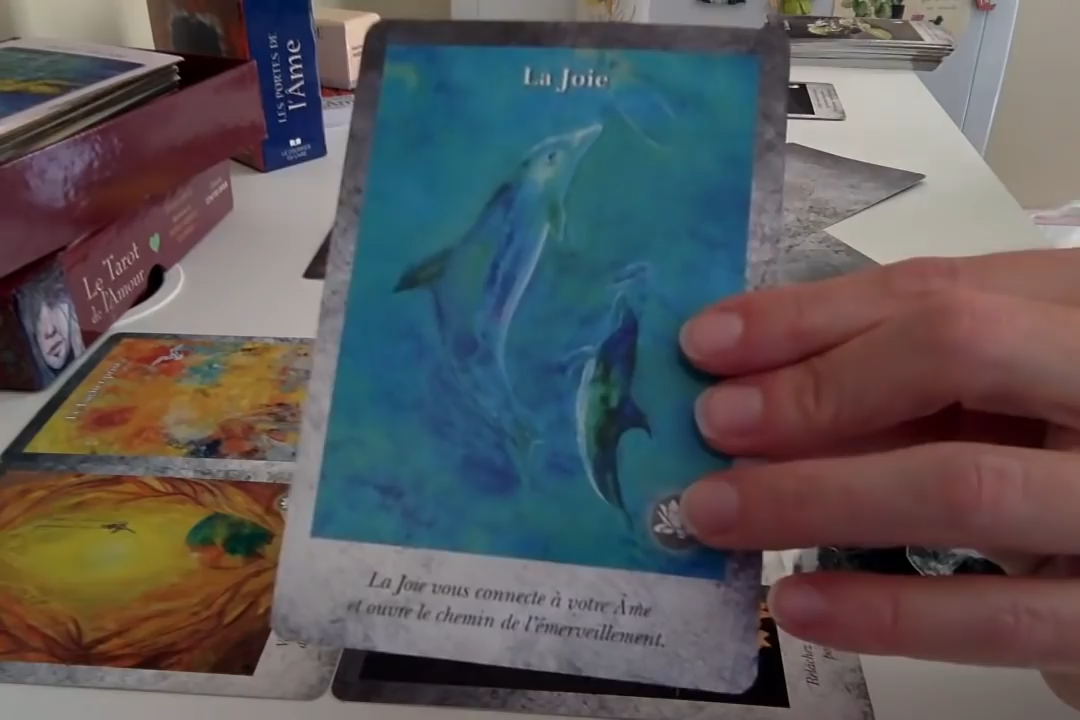 La Joie
La Joie vous connecte à votre Âme
et ouvre le chemin de l'émerveillement.
LES PORTES DE
l'Âme
Le Tarot
de l'Amour
Relâchez